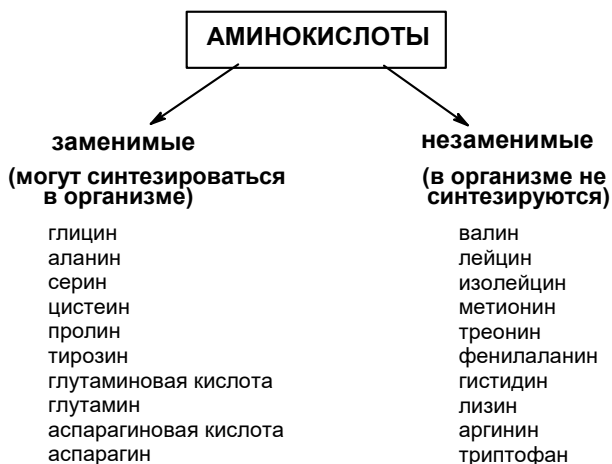 АМИНОКИСЛОТЫ
заменимые
(могут синтезироваться
в организме)
глицин
аланин
серин
цистеин
пролин
тирозин
глутаминовая кислота
глутамин
аспарагиновая кислота
аспарагин
незаменимые
(в организме не
синтезируются)
валин
лейцин
изолейцин
метионин
треонин
фенилаланин
гистидин
лизин
аргинин
триптофан